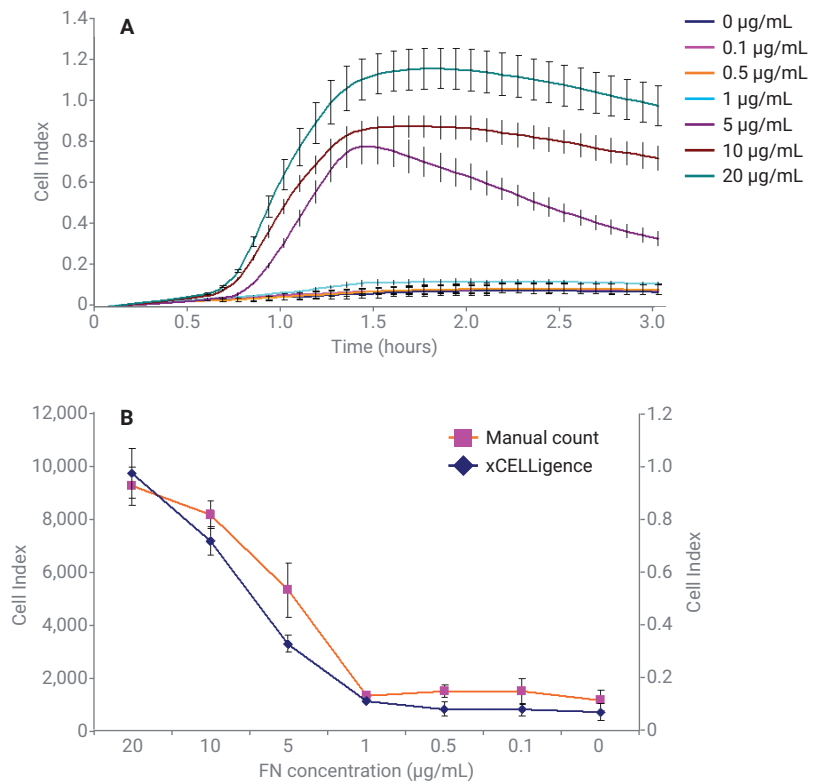 A
1.4
1.2
1.0
0.8
0.6
0.4
0.2
0
Cell Index
0 0.5 1.0 1.5 2.0 2.5 3.0
Time (hours)
0 µg/mL
0.1 µg/mL
0.5 µg/mL
1 µg/mL
5 µg/mL
10 µg/mL
20 µg/mL
B
12,000
10,000
8,000
6,000
4,000
2,000
0
Cell Index
Manual count
xCELLigence
1.2
1.0
0.8
0.6
0.4
0.2
0
Cell Index
20 10 5 1 0.5 0.1 0
FN concentration (µg/mL)